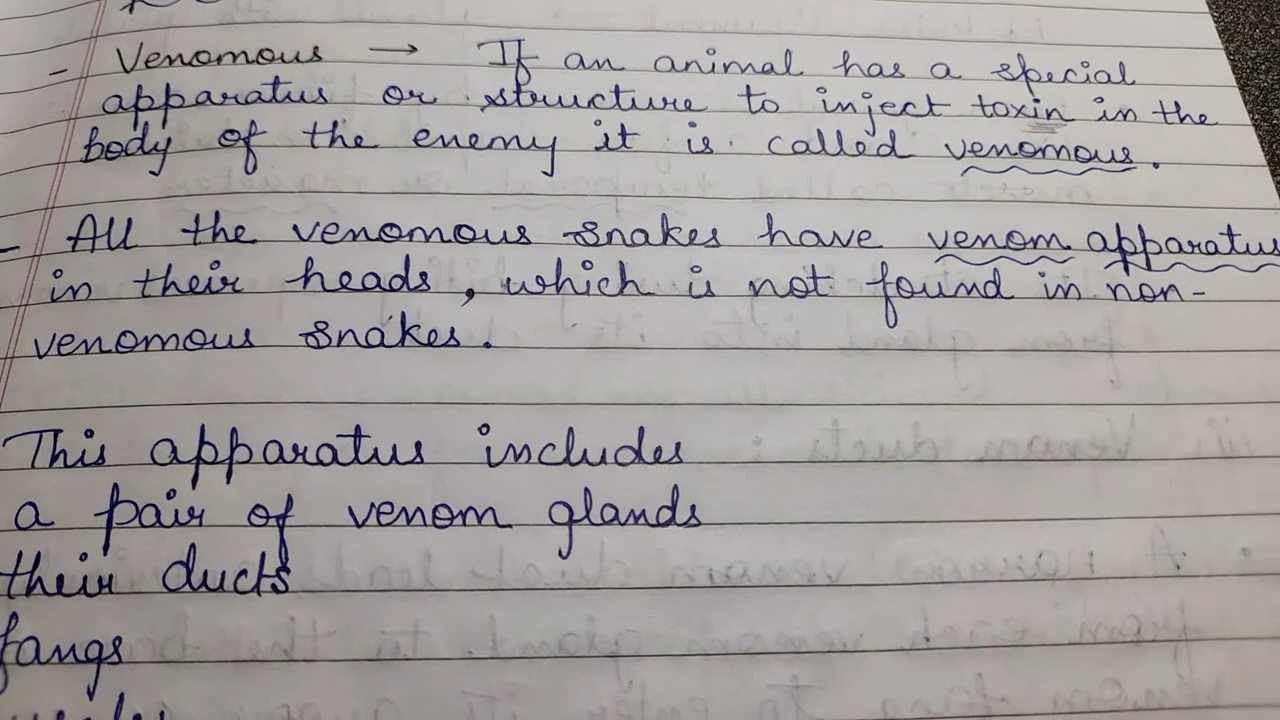 - Venomous → If an animal has a special
apparatus or structure to inject toxin in the
body of the enemy it is called venomous.
- All the venomous snakes have venom apparatus
in their heads, which is not found in non-
venomous snakes.
This apparatus includes
a pair of venom glands
their ducts
fangs